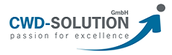 GmbH
CWD-SOLUTION
passion for excellence